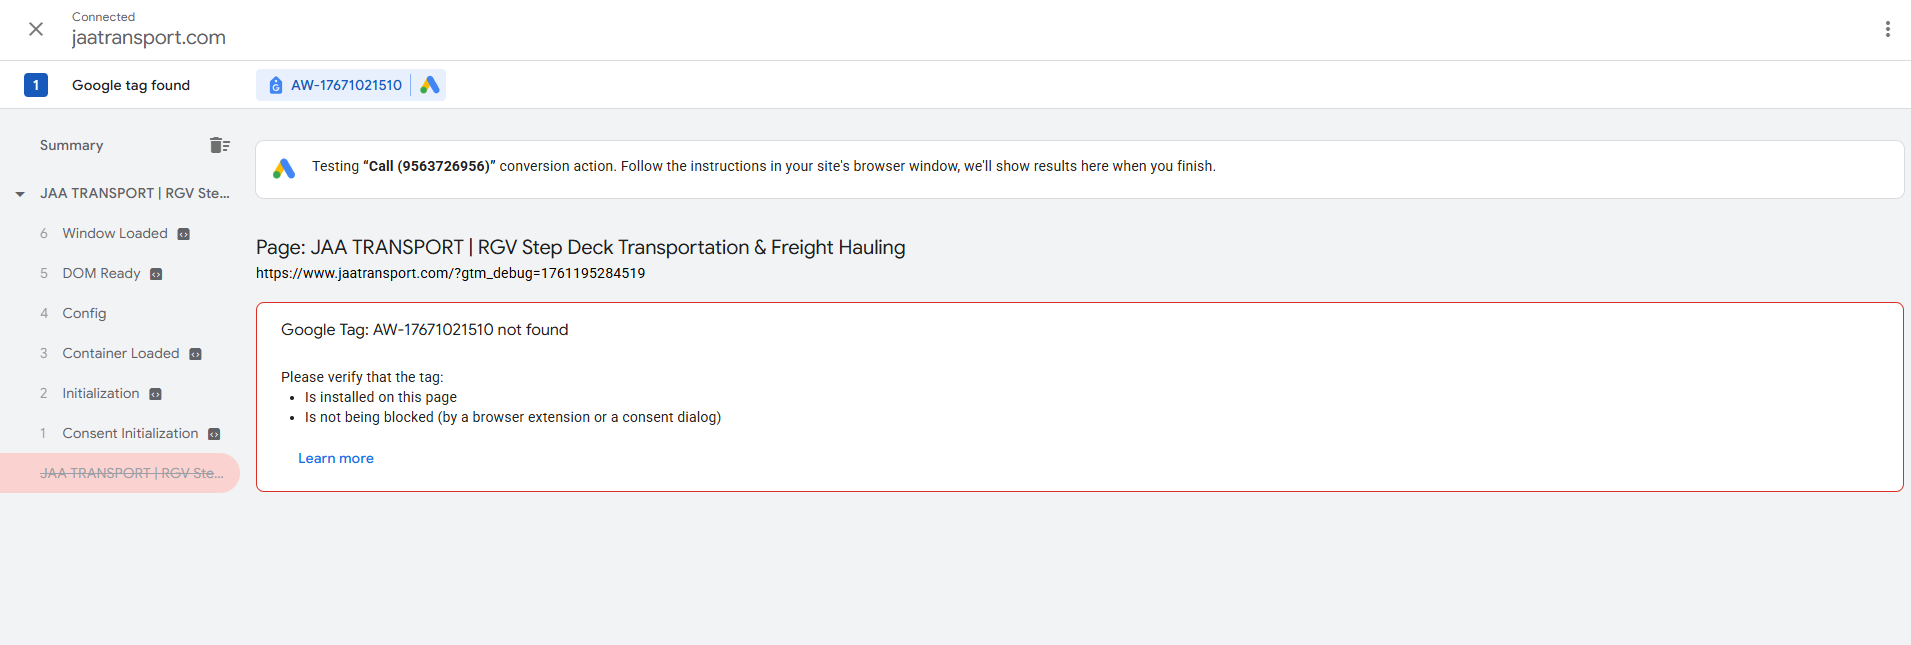 Connected
jaatransport.com
1 Google tag found AW-17671021510
Summary
JAA TRANSPORT | RGV Ste...
6 Window Loaded
5 DOM Ready
4 Config
3 Container Loaded
2 Initialization
1 Consent Initialization
JAA TRANSPORT | RGV Ste...
Testing “Call (9563726956)” conversion action. Follow the instructions in your site's browser window, we'll show results here when you finish.
Page: JAA TRANSPORT | RGV Step Deck Transportation & Freight Hauling
https://www.jaatransport.com/?gtm_debug=1761195284519
Google Tag: AW-17671021510 not found
Please verify that the tag:
• Is installed on this page
• Is not being blocked (by a browser extension or a consent dialog)
Learn more